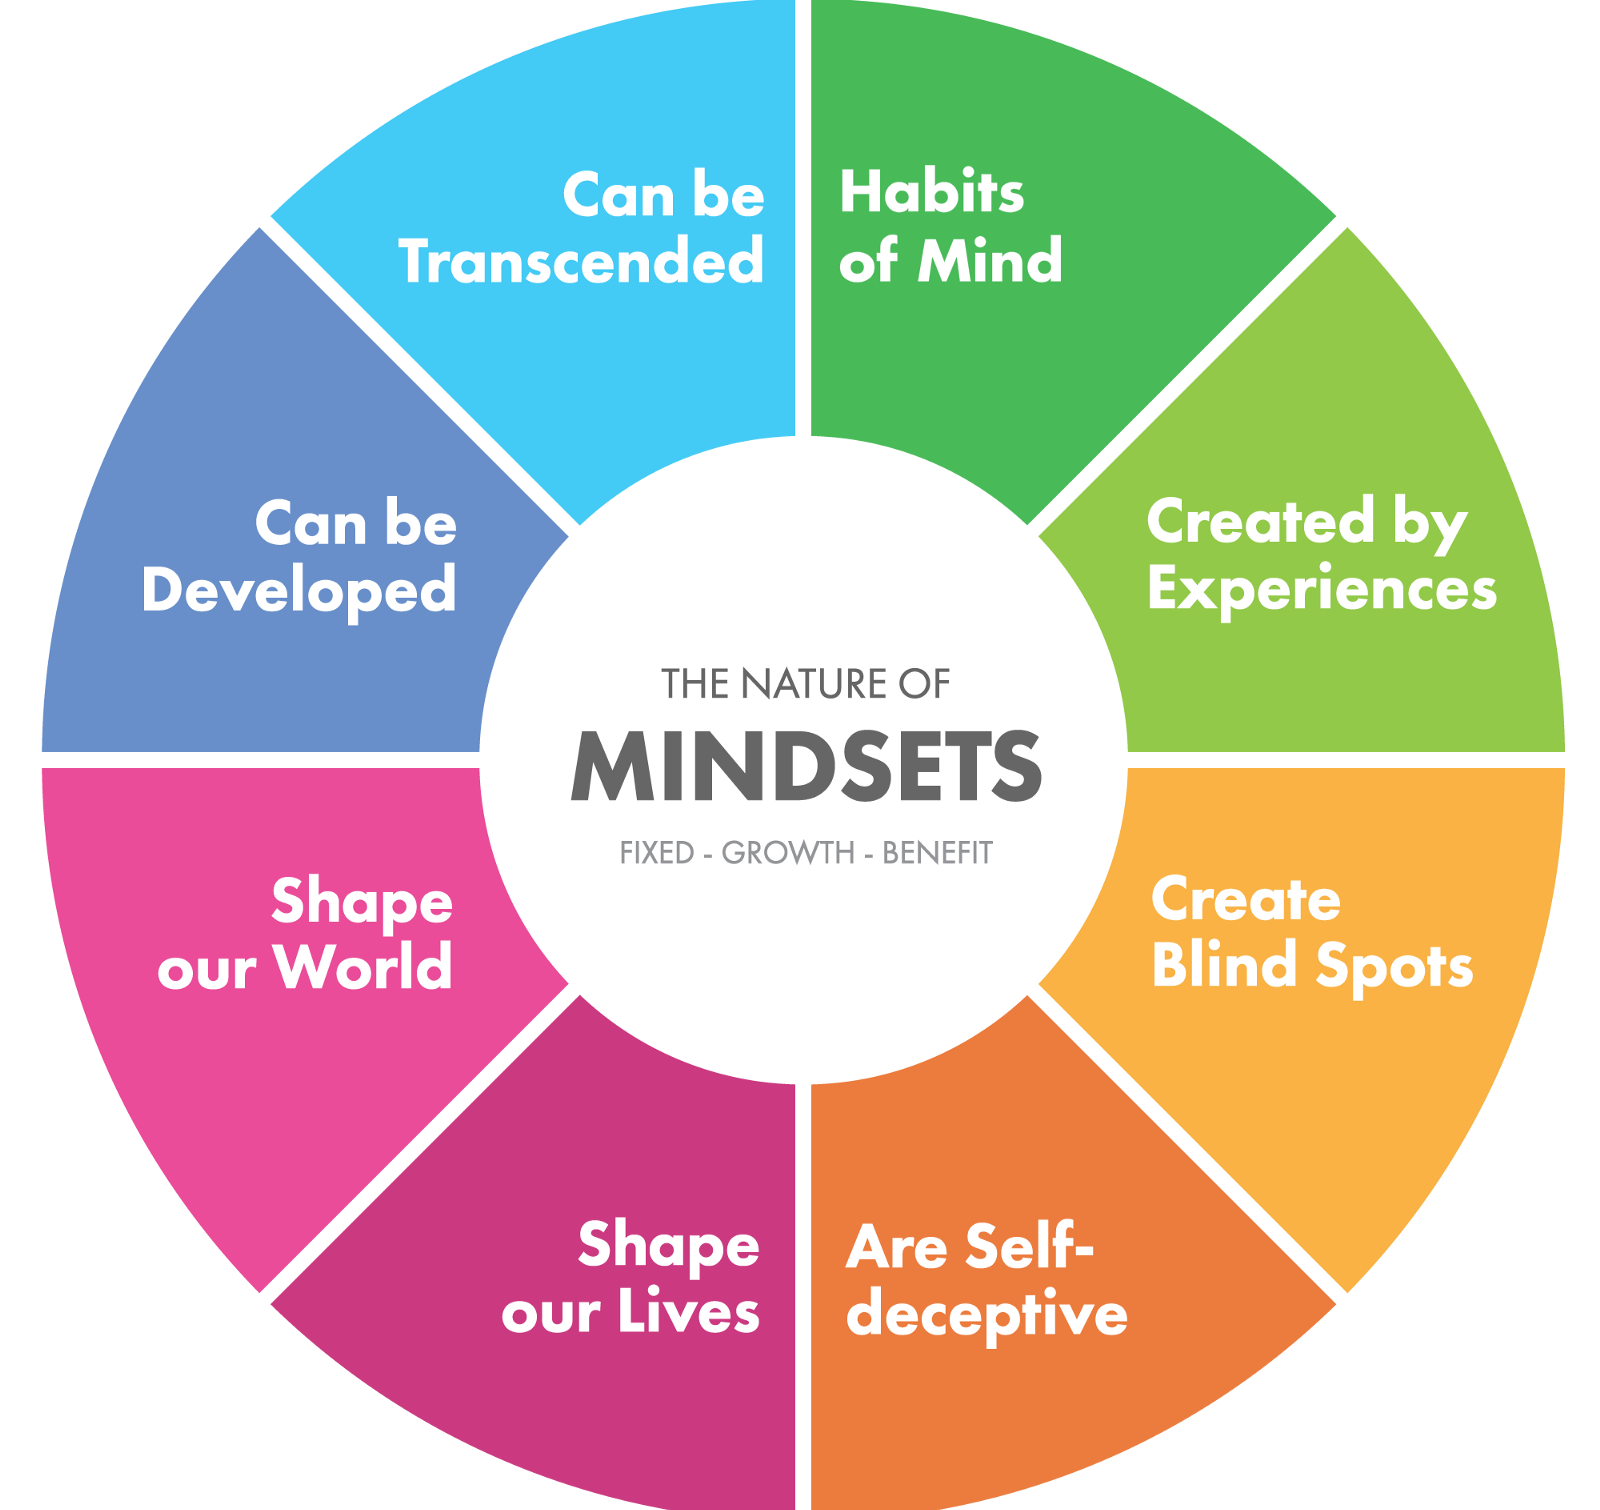 Can be
Transcended
Habits
of Mind
Can be
Developed
Created by
Experiences
THE NATURE OF
MINDSETS
FIXED - GROWTH - BENEFIT
Shape
our World
Create
Blind Spots
Shape
our Lives
Are Self-
deceptive